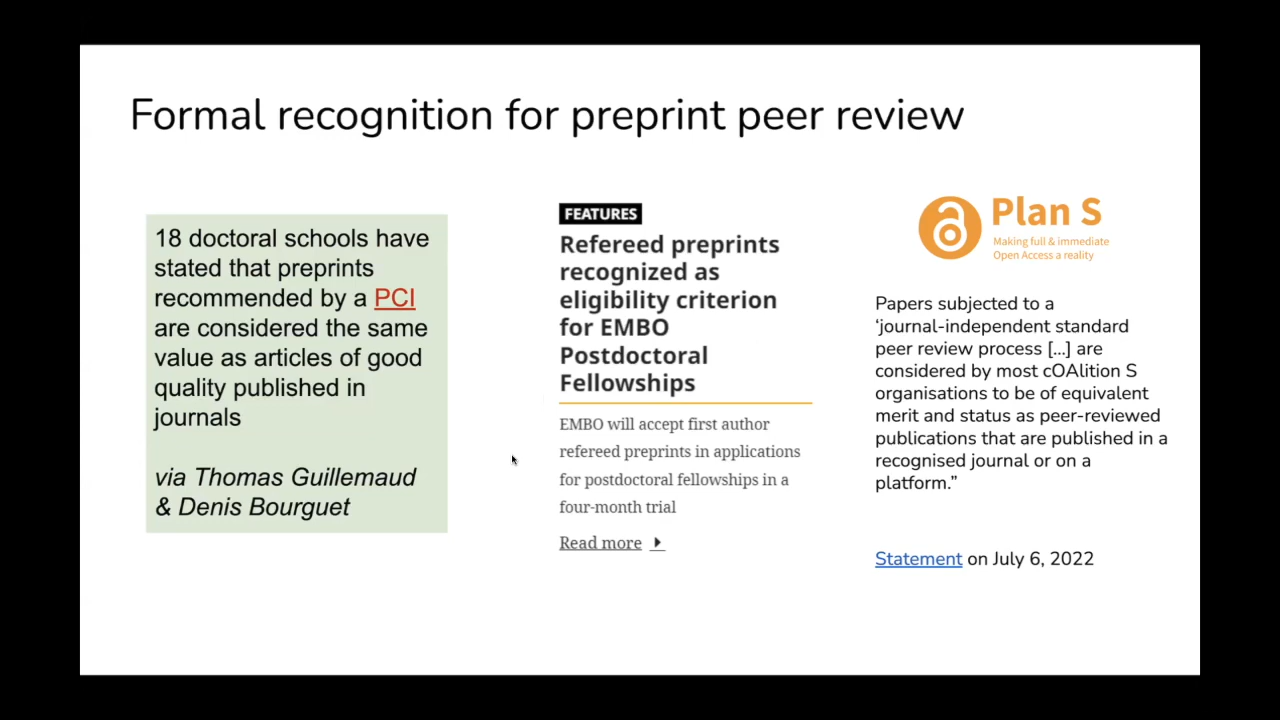 Formal recognition for preprint peer review
18 doctoral schools have
stated that preprints
recommended by a PCI
are considered the same
value as articles of good
quality published in
journals
via Thomas Guillemaud
& Denis Bourguet
FEATURES
Refereed preprints
recognized as
eligibility criterion
for EMBO
Postdoctoral
Fellowships
EMBO will accept first author
refereed preprints in applications
for postdoctoral fellowships in a
four-month trial
Read more
Plan S
Making full & immediate
Open Access a reality
Papers subjected to a
‘journal-independent standard
peer review process [...] are
considered by most cOAlition S
organisations to be of equivalent
merit and status as peer-reviewed
publications that are published in a
recognised journal or on a
platform.”
Statement on July 6, 2022